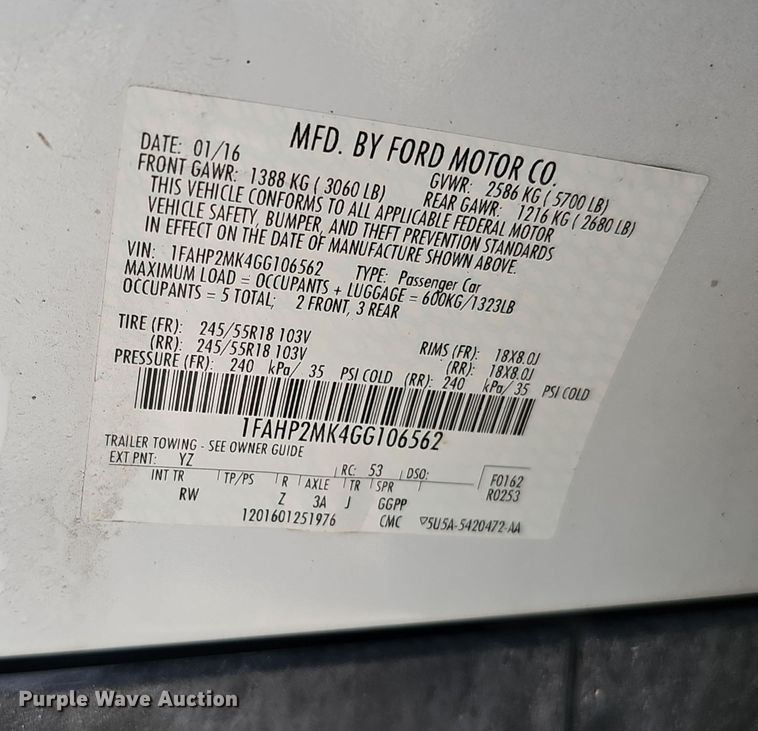 MFD. BY FORD MOTOR CO.
DATE: 01/16 GVWR: 2586 KG ( 5700 LB)
FRONT GAWR: 1388 KG ( 3060 LB) REAR GAWR: 1216 KG ( 2680 LB)
THIS VEHICLE CONFORMS TO ALL APPLICABLE FEDERAL MOTOR
VEHICLE SAFETY, BUMPER, AND THEFT PREVENTION STANDARDS
IN EFFECT ON THE DATE OF MANUFACTURE SHOWN ABOVE.
VIN: 1FAHP2MK4GG106562 TYPE: Passenger Car
MAXIMUM LOAD = OCCUPANTS + LUGGAGE = 600KG/1323LB
OCCUPANTS = 5 TOTAL; 2 FRONT, 3 REAR
TIRE (FR): 245/55R18 103V RIMS (FR): 18X8.0J
(RR): 245/55R18 103V (RR): 18X8.0J
PRESSURE (FR): 240 kPa/ 35 PSI COLD (RR): 240 kPa/ 35 PSI COLD
1FAHP2MK4GG106562
TRAILER TOWING - SEE OWNER GUIDE
EXT PNT: YZ RC: 53 DSO: F0162
INT TR TP/PS R AXLE TR SPR R0253
RW Z 3A J GGPP
1201601251976 CMC ▽5U5A-5420472-AA
Purple Wave Auction